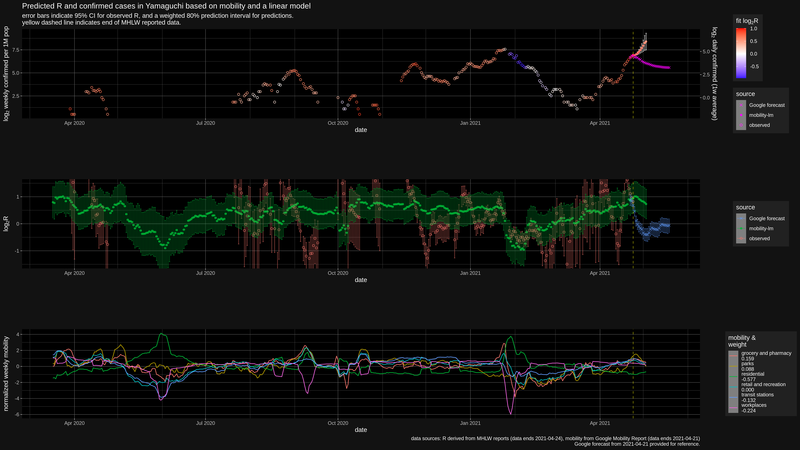 Predicted R and confirmed cases in Yamaguchi based on mobility and a linear model
error bars indicate 95% CI for observed R, and a weighted 80% prediction interval for predictions.
yellow dashed line indicates end of MHLW reported data.
log₂ weekly confirmed per 1M pop
7.5
5.0
2.5
Apr 2020
Jul 2020
Oct 2020
Jan 2021
Apr 2021
date
5.0
2.5
0.0
log₂ daily confirmed (1w average)
fit log₂R
1.0
0.5
0.0
-0.5
source
Google forecast
mobility-lm
observed
log₂R
1
0
-1
Apr 2020
Jul 2020
Oct 2020
Jan 2021
Apr 2021
date
source
Google forecast
mobility-lm
observed
normalized weekly mobility
4
2
0
-2
-4
-6
Apr 2020
Jul 2020
Oct 2020
Jan 2021
Apr 2021
date
mobility &
weight
grocery and pharmacy
0.159
parks
0.088
residential
-0.577
retail and recreation
0.000
transit stations
-0.132
workplaces
-0.224
data sources: R derived from MHLW reports (data ends 2021-04-24), mobility from Google Mobility Report (data ends 2021-04-21)
Google forecast from 2021-04-21 provided for reference.